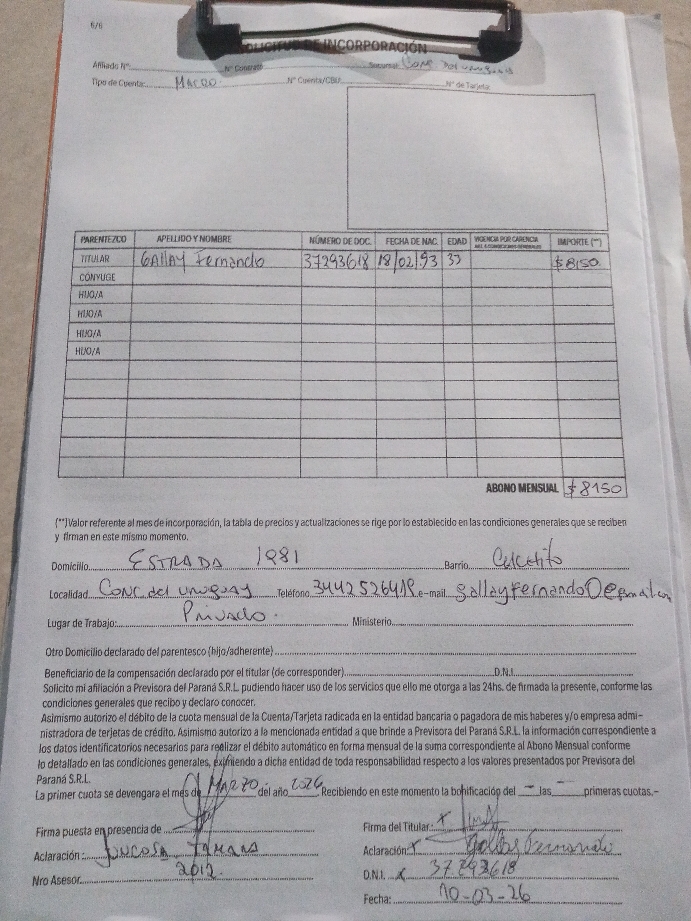 6/6
SOLICITUD DE INCORPORACIÓN
Afiliado Nº: Nº Contrato Sucursal Conc del Uruguay
Tipo de Cuenta: MACRO Nº Cuenta/CBU: Nº de Tarjeta:
PARENTEZCO APELLIDO Y NOMBRE NÚMERO DE DOC. FECHA DE NAC. EDAD VIGENCIA POR CARENCIA IMPORTE (**)
TITULAR GALLAY Fernando 37293618 18/02/93 33 $8150
CÓNYUGE
HIJO/A
HIJO/A
HIJO/A
HIJO/A
ABONO MENSUAL $8150
(**)Valor referente al mes de incorporación, la tabla de precios y actualizaciones se rige por lo establecido en las condiciones generales que se reciben
y firman en este mismo momento.
Domicilio ESTRADA 1981 Barrio
Localidad CONC del URUGUAY Teléfono e-mail
Lugar de Trabajo: Privado Ministerio
Otro Domicilio declarado del parentesco (hijo/adherente)
Beneficiario de la compensación declarado por el titular (de corresponder) D.N.I.
Solicito mi afiliación a Previsora del Paraná S.R.L. pudiendo hacer uso de los servicios que ello me otorga a las 24hs. de firmada la presente, conforme las
condiciones generales que recibo y declaro conocer.
Asimismo autorizo el débito de la cuota mensual de la Cuenta/Tarjeta radicada en la entidad bancaria o pagadora de mis haberes y/o empresa admi-
nistradora de terjetas de crédito. Asimismo autorizo a la mencionada entidad a que brinde a Previsora del Paraná S.R.L. la información correspondiente a
los datos identificatorios necesarios para realizar el débito automático en forma mensual de la suma correspondiente al Abono Mensual conforme
lo detallado en las condiciones generales, eximiendo a dicha entidad de toda responsabilidad respecto a los valores presentados por Previsora del
Paraná S.R.L.
La primer cuota se devengara el mes de MARZO del año 2026 Recibiendo en este momento la bonificación del - las - primeras cuotas.-
Firma puesta en presencia de Firma del Titular: x
Aclaración: JUNCOSA TAMARA Aclaración x Gallay Fernando
Nro Asesor. 2012 D.N.I. x 37293618
Fecha: 10-03-26